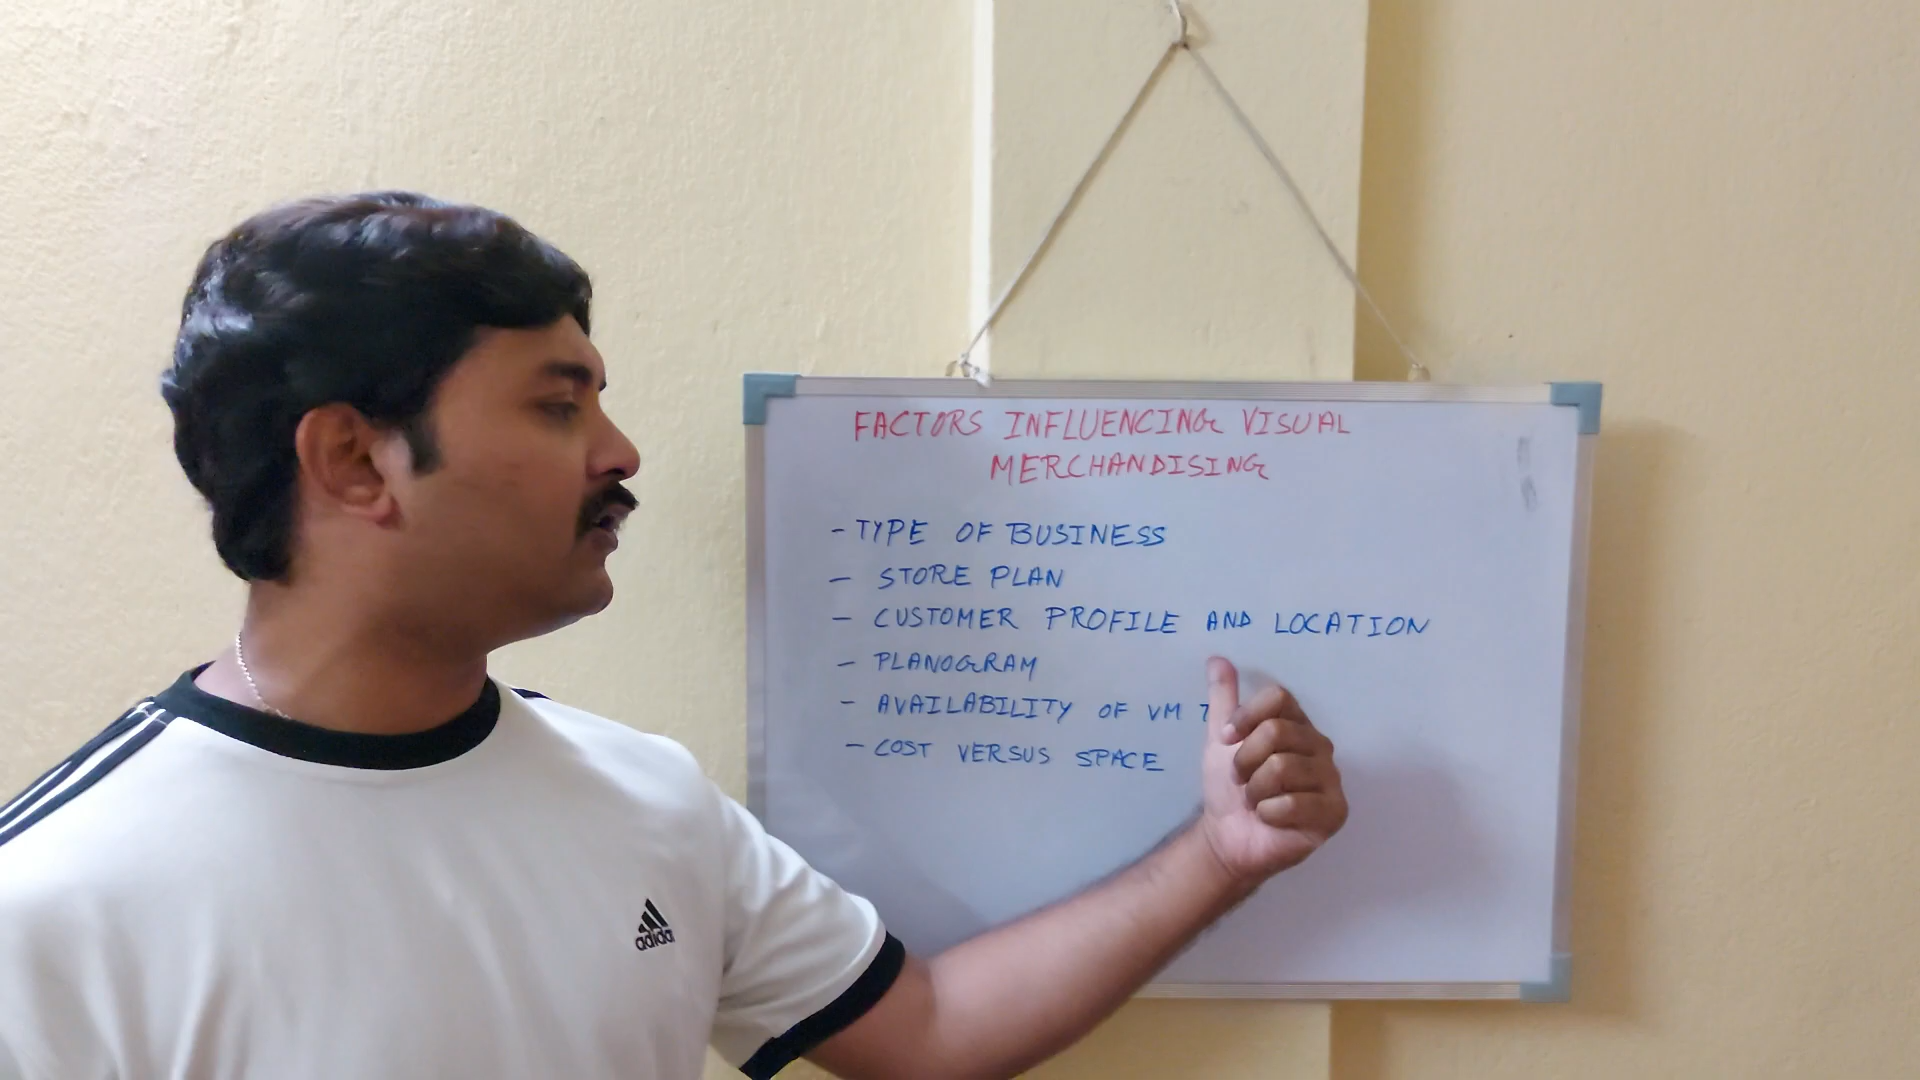 FACTORS INFLUENCING VISUAL
MERCHANDISING
- TYPE OF BUSINESS
- STORE PLAN
- CUSTOMER PROFILE AND LOCATION
- PLANOGRAM
- AVAILABILITY OF VM
- COST VERSUS SPACE
adidas